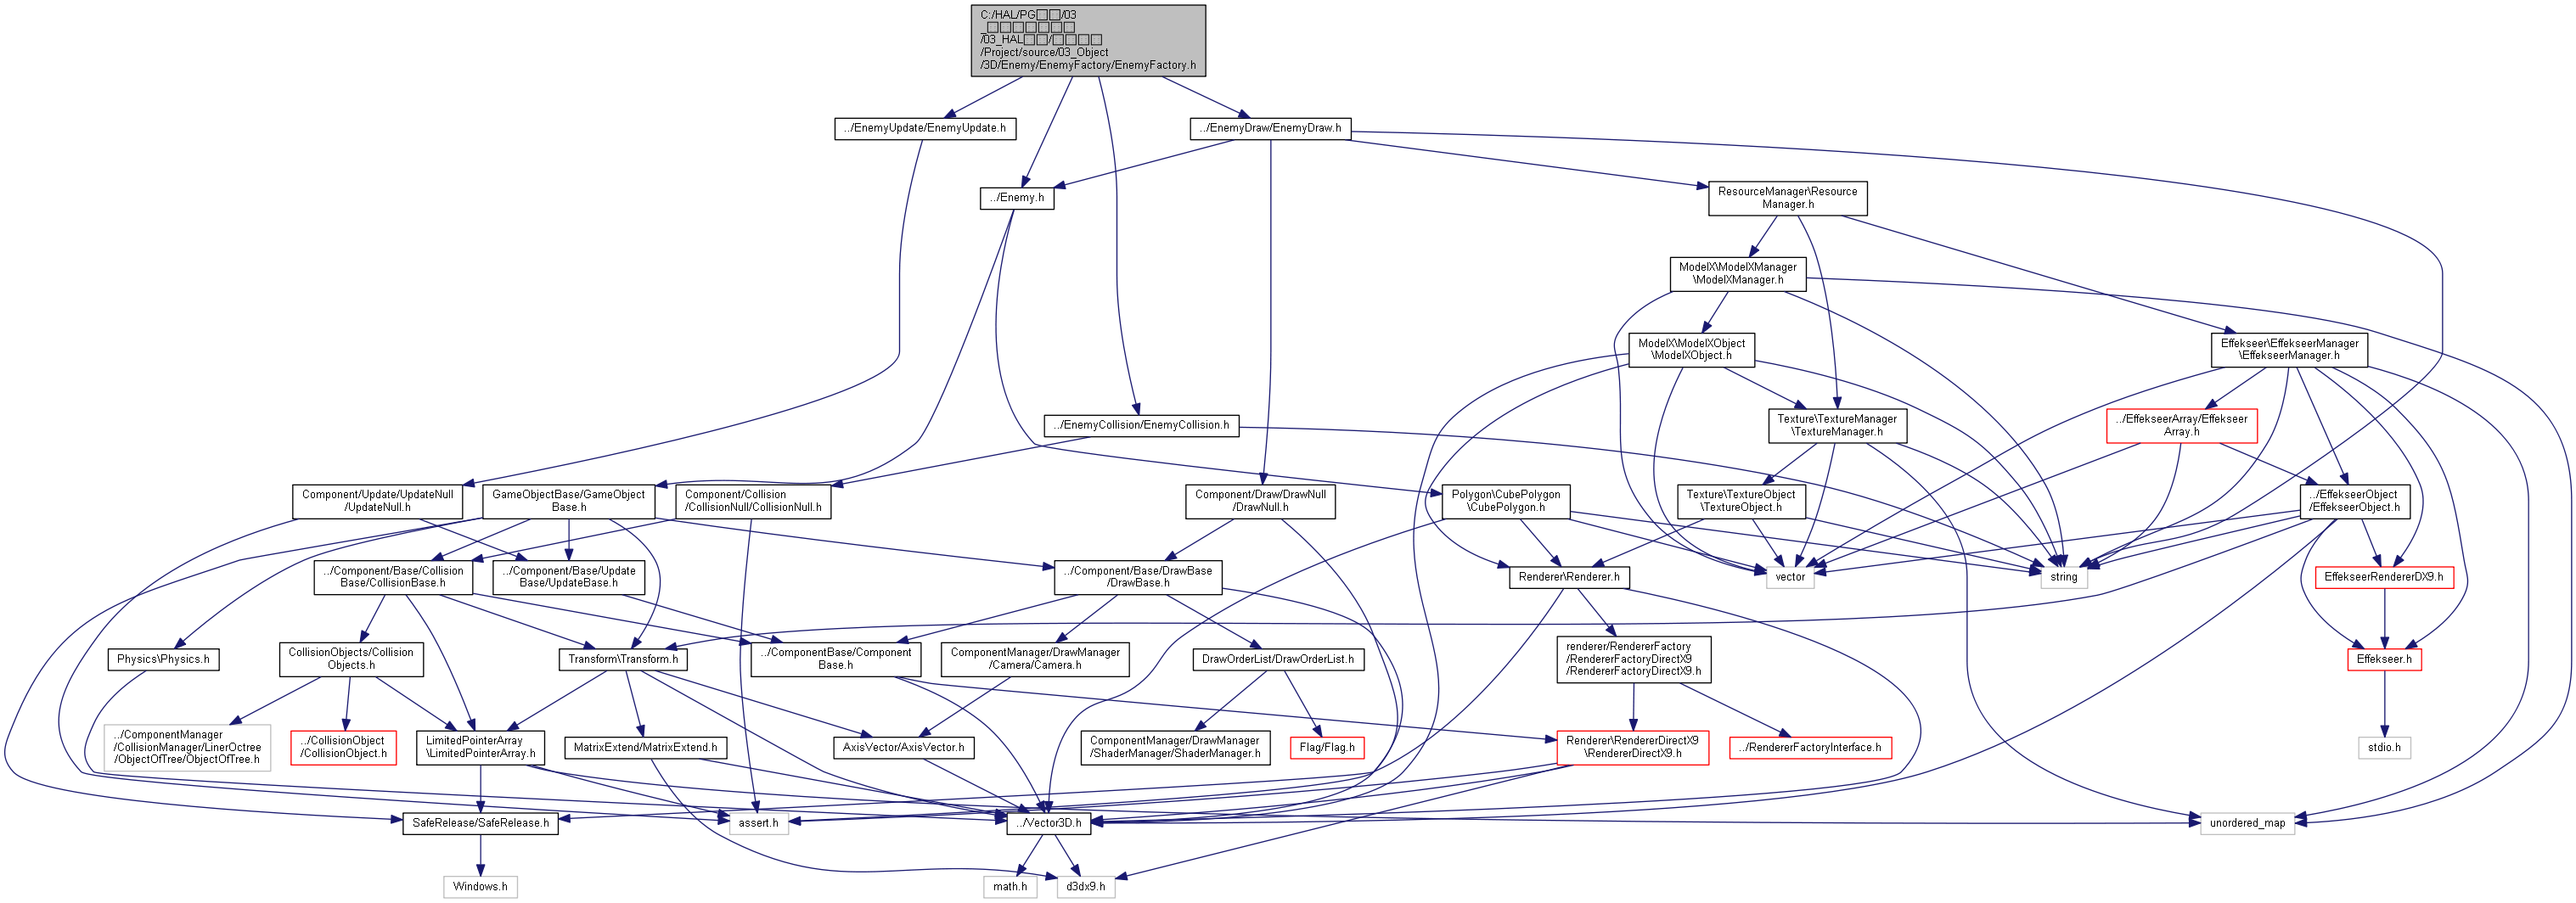 C:/HAL/PG□□/03
_□□□□□□□
/03_HAL□□/□□□□
/Project/source/03_Object
/3D/Enemy/EnemyFactory/EnemyFactory.h
../EnemyUpdate/EnemyUpdate.h
../EnemyDraw/EnemyDraw.h
../Enemy.h
ResourceManager\Resource
Manager.h
ModelX\ModelXManager
\ModelXManager.h
ModelX\ModelXObject
\ModelXObject.h
Effekseer\EffekseerManager
\EffekseerManager.h
../EnemyCollision/EnemyCollision.h
Texture\TextureManager
\TextureManager.h
../EffekseerArray/Effekseer
Array.h
Component/Update/UpdateNull
/UpdateNull.h
GameObjectBase/GameObject
Base.h
Component/Collision
/CollisionNull/CollisionNull.h
Component/Draw/DrawNull
/DrawNull.h
Polygon\CubePolygon
\CubePolygon.h
Texture\TextureObject
\TextureObject.h
../EffekseerObject
/EffekseerObject.h
../Component/Base/Collision
Base/CollisionBase.h
../Component/Base/Update
Base/UpdateBase.h
../Component/Base/DrawBase
/DrawBase.h
Renderer\Renderer.h
vector
string
EffekseerRendererDX9.h
Physics\Physics.h
CollisionObjects/Collision
Objects.h
Transform\Transform.h
../ComponentBase/Component
Base.h
ComponentManager/DrawManager
/Camera/Camera.h
DrawOrderList/DrawOrderList.h
renderer/RendererFactory
/RendererFactoryDirectX9
/RendererFactoryDirectX9.h
Effekseer.h
../ComponentManager
/CollisionManager/LinerOctree
/ObjectOfTree/ObjectOfTree.h
../CollisionObject
/CollisionObject.h
LimitedPointerArray
\LimitedPointerArray.h
MatrixExtend/MatrixExtend.h
AxisVector/AxisVector.h
ComponentManager/DrawManager
/ShaderManager/ShaderManager.h
Flag/Flag.h
Renderer\RendererDirectX9
\RendererDirectX9.h
../RendererFactoryInterface.h
stdio.h
SafeRelease/SafeRelease.h
assert.h
../Vector3D.h
unordered_map
Windows.h
math.h
d3dx9.h